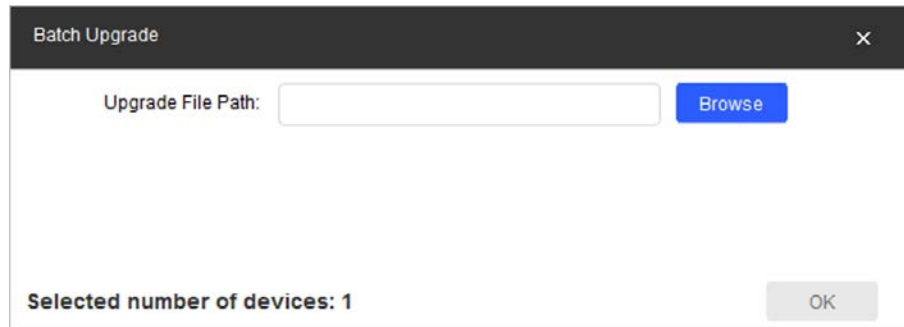 Batch Upgrade
Upgrade File Path: Browse
Selected number of devices: 1 OK